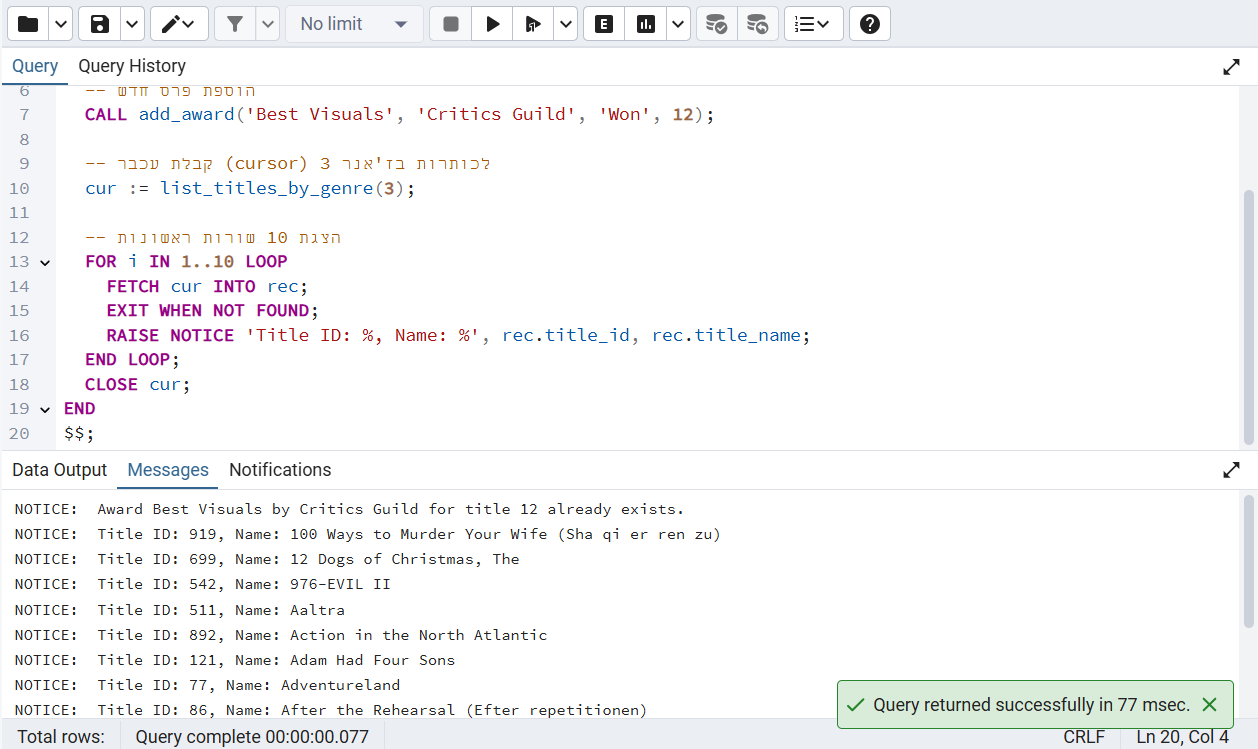 No limit
Query Query History
6 -- הוספת פרס חדש
7 CALL add_award('Best Visuals', 'Critics Guild', 'Won', 12);
8
9 -- קבלת עכבר (cursor) לכותרות בז'אנר 3
10 cur := list_titles_by_genre(3);
11
12 -- הצגת 10 שורות ראשונות
13 FOR i IN 1..10 LOOP
14 FETCH cur INTO rec;
15 EXIT WHEN NOT FOUND;
16 RAISE NOTICE 'Title ID: %, Name: %', rec.title_id, rec.title_name;
17 END LOOP;
18 CLOSE cur;
19 END
20 $$;
Data Output Messages Notifications
NOTICE: Award Best Visuals by Critics Guild for title 12 already exists.
NOTICE: Title ID: 919, Name: 100 Ways to Murder Your Wife (Sha qi er ren zu)
NOTICE: Title ID: 699, Name: 12 Dogs of Christmas, The
NOTICE: Title ID: 542, Name: 976-EVIL II
NOTICE: Title ID: 511, Name: Aaltra
NOTICE: Title ID: 892, Name: Action in the North Atlantic
NOTICE: Title ID: 121, Name: Adam Had Four Sons
NOTICE: Title ID: 77, Name: Adventureland
NOTICE: Title ID: 86, Name: After the Rehearsal (Efter repetitionen)
Query returned successfully in 77 msec.
Total rows: Query complete 00:00:00.077 CRLF Ln 20, Col 4